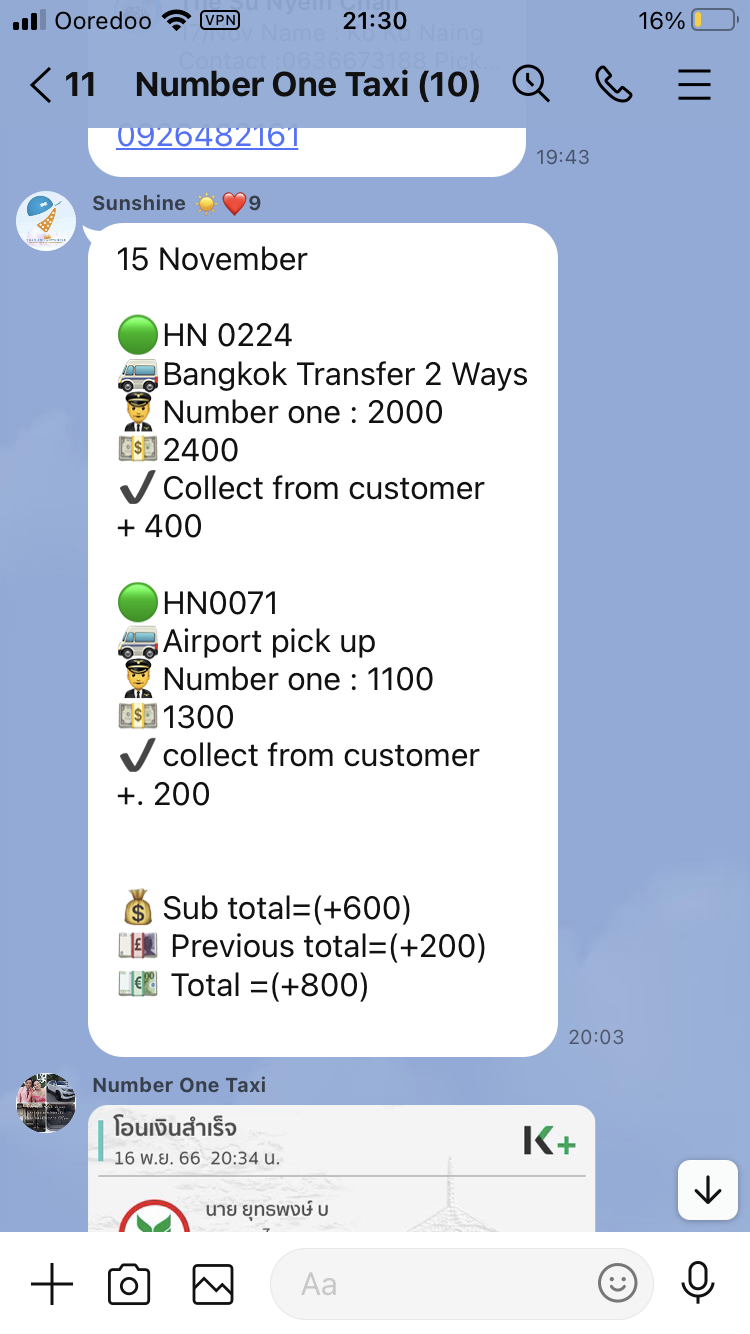 Ooredoo VPN 21:30 16%
11 Number One Taxi (10)
0926482161
19:43
Sunshine ☀️❤️9
15 November
🟢HN 0224
🚐Bangkok Transfer 2 Ways
👨‍✈️Number one : 2000
💵2400
✔️Collect from customer
+ 400
🟢HN0071
🚐Airport pick up
👨‍✈️Number one : 1100
💵1300
✔️collect from customer
+. 200
💰Sub total=(+600)
💷 Previous total=(+200)
💶 Total =(+800)
20:03
Number One Taxi
โอนเงินสำเร็จ
16 พ.ย. 66 20:34 น.
K+
นาย ยุทธพงษ์ บ
Aa